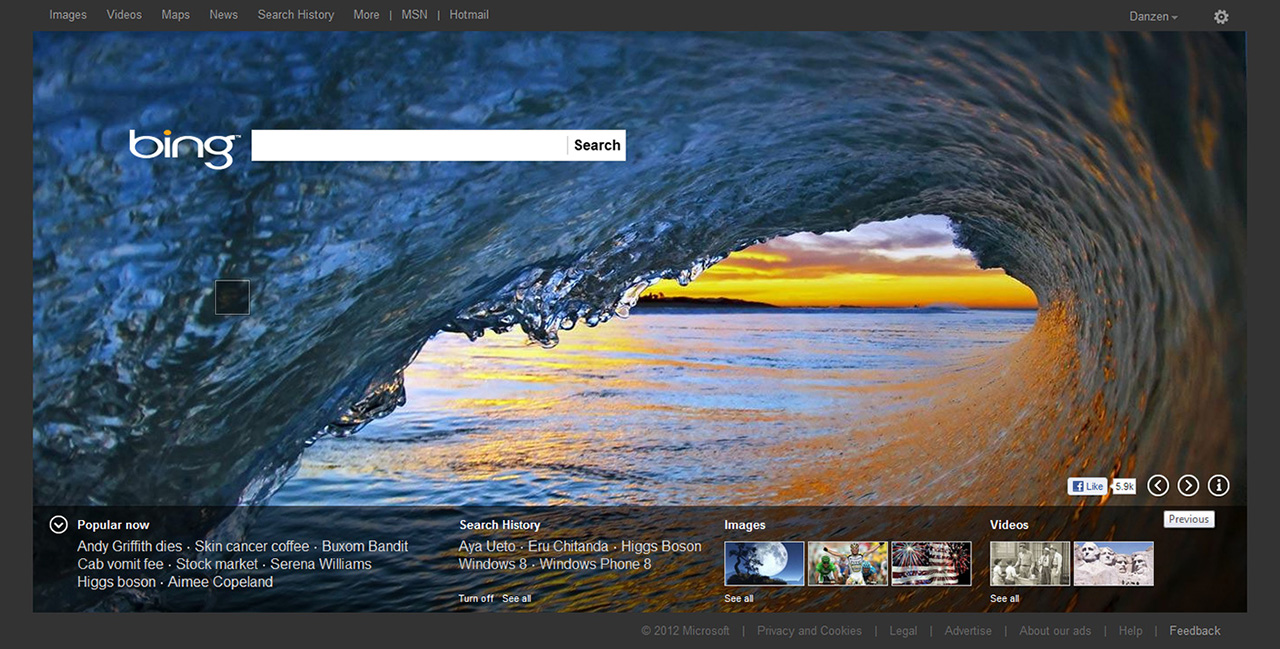 Images Videos Maps News Search History More | MSN | Hotmail Danzen
bing™ Search
Like 5.9k
Previous
Popular now
Andy Griffith dies · Skin cancer coffee · Buxom Bandit
Cab vomit fee · Stock market · Serena Williams
Higgs boson · Aimee Copeland
Search History
Aya Ueto · Eru Chitanda · Higgs Boson
Windows 8 · Windows Phone 8
Turn off See all
Images
See all
Videos
See all
© 2012 Microsoft | Privacy and Cookies | Legal | Advertise | About our ads | Help | Feedback